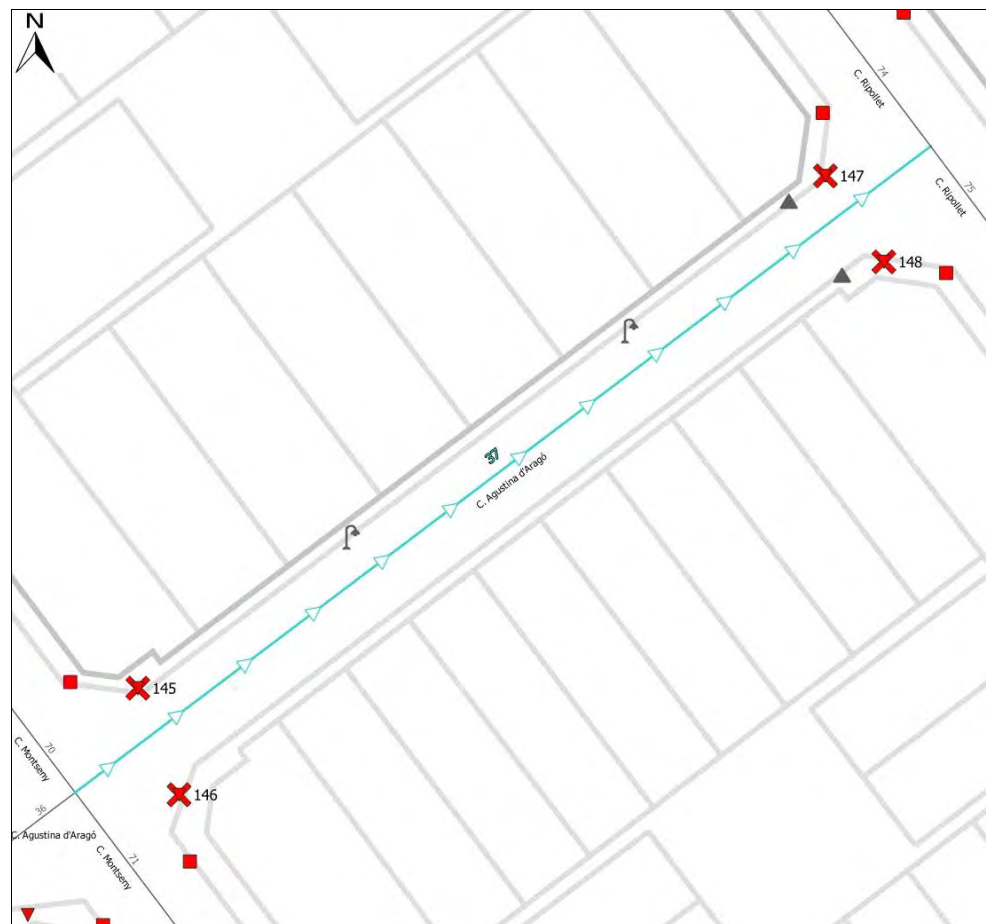 N
74
C. Ripollet
147
C. Ripollet
75
148
37
C. Agustina d'Aragó
145
70
C. Montseny
146
36
C. Agustina d'Aragó
71
C. Montseny